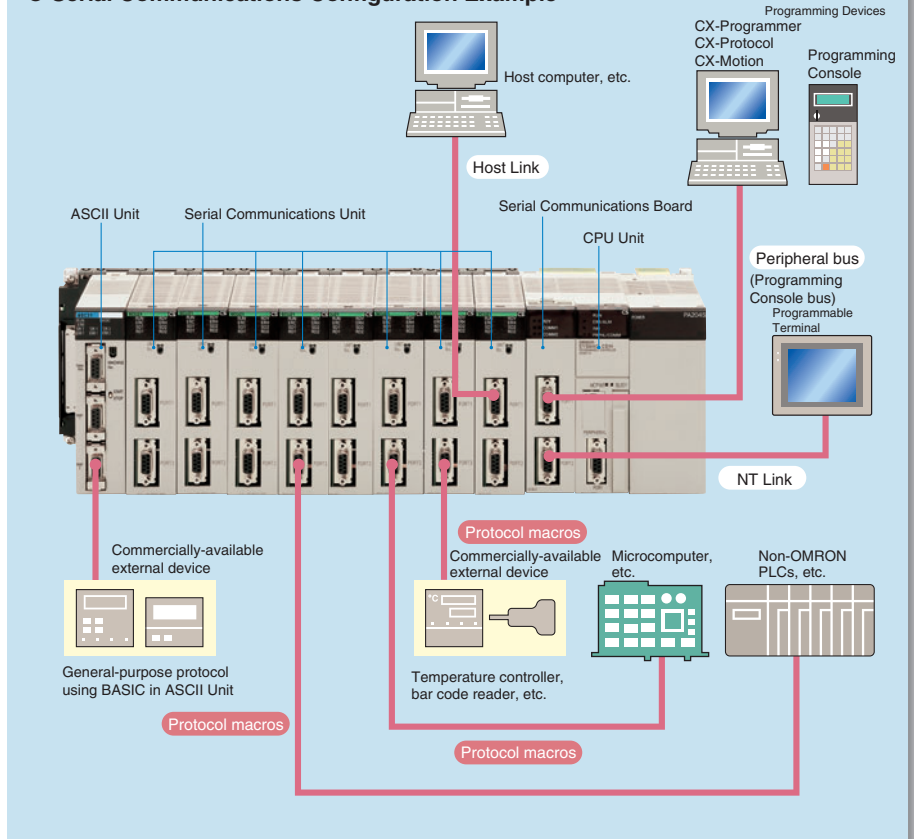 Serial Communications Configuration Example
Programming Devices
CX-Programmer
CX-Protocol
CX-Motion
Programming
Console
Host computer, etc.
Host Link
ASCII Unit
Serial Communications Unit
Serial Communications Board
CPU Unit
Peripheral bus
(Programming
Console bus)
Programmable
Terminal
NT Link
Protocol macros
Commercially-available
external device
Commercially-available
external device
°C
Microcomputer,
etc.
Non-OMRON
PLCs, etc.
General-purpose protocol
using BASIC in ASCII Unit
Temperature controller,
bar code reader, etc.
Protocol macros
Protocol macros